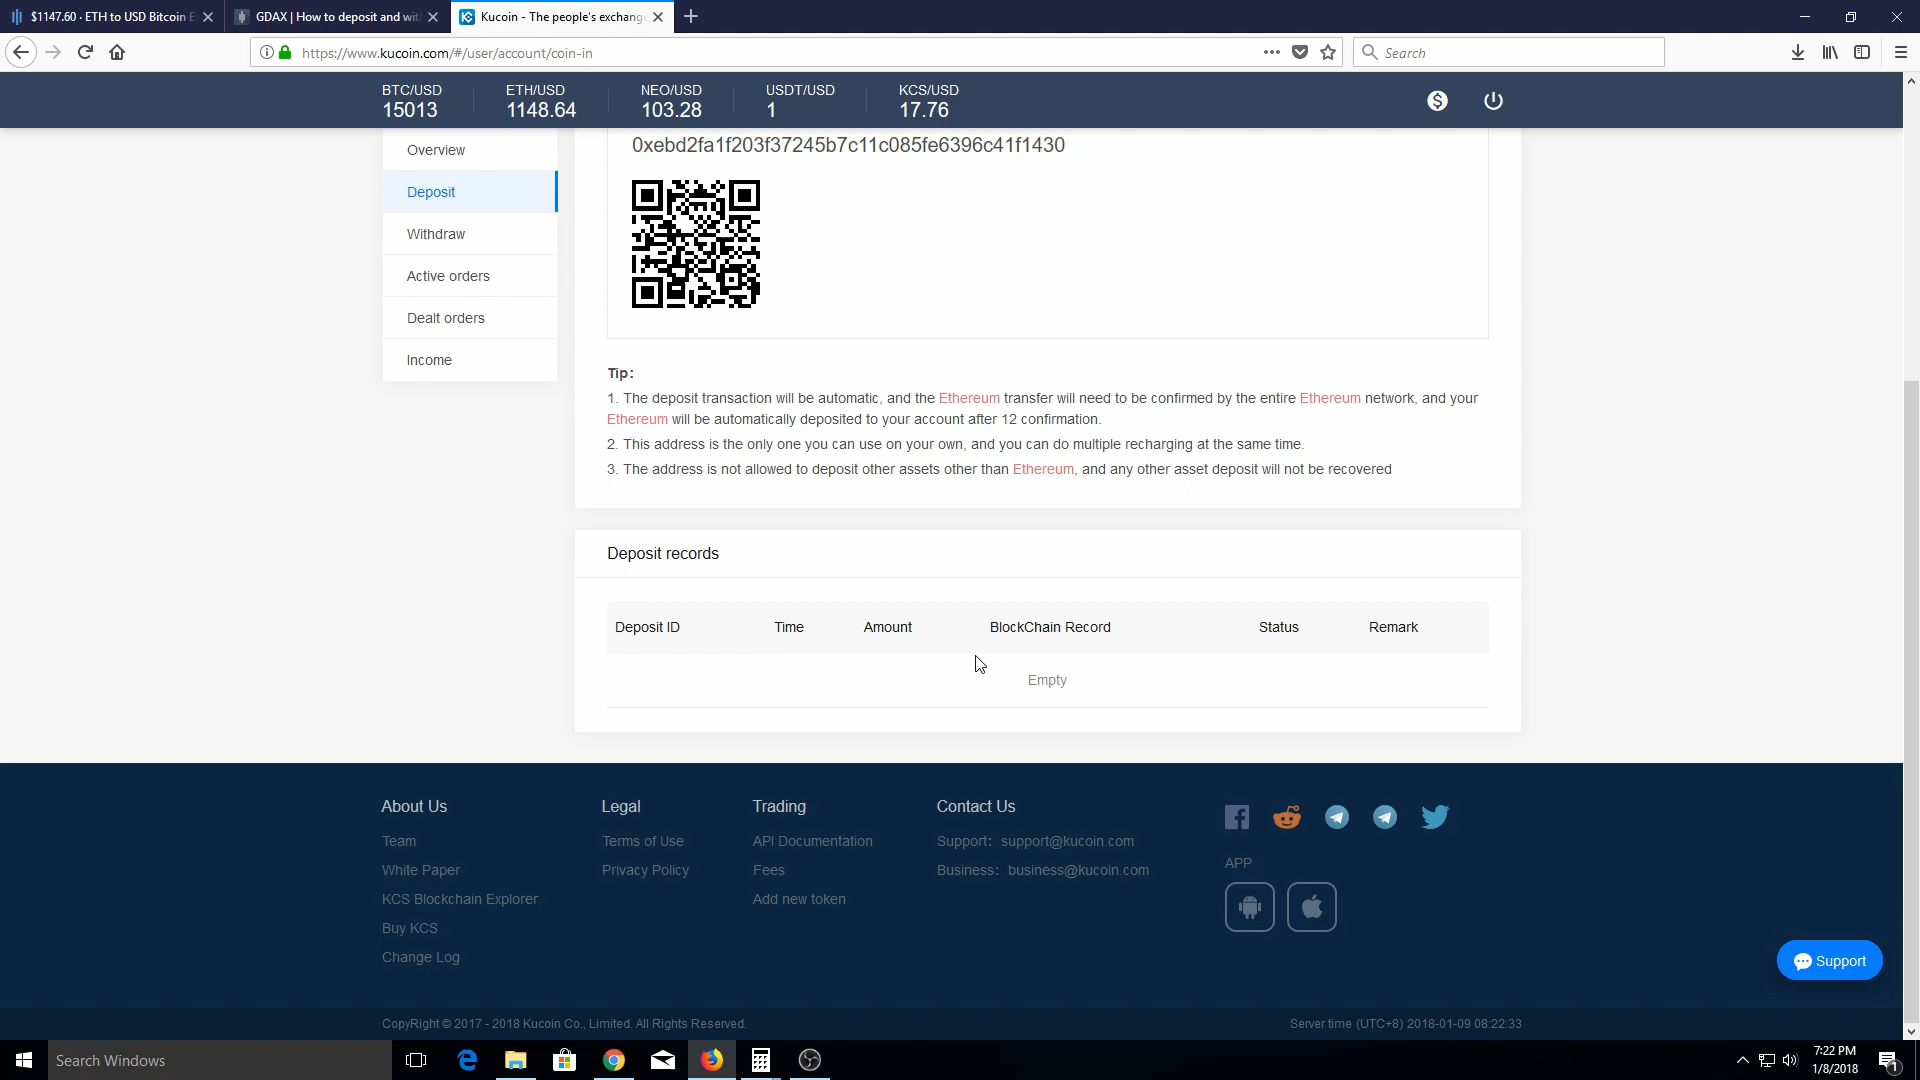 $1147.60 · ETH to USD Bitcoin E
GDAX | How to deposit and wit
Kucoin - The people's exchange
https://www.kucoin.com/#/user/account/coin-in
Search
BTC/USD
15013
ETH/USD
1148.64
NEO/USD
103.28
USDT/USD
1
KCS/USD
17.76
Overview
Deposit
Withdraw
Active orders
Dealt orders
Income
0xebd2fa1f203f37245b7c11c085fe6396c41f1430
Tip:
1. The deposit transaction will be automatic, and the Ethereum transfer will need to be confirmed by the entire Ethereum network, and your
Ethereum will be automatically deposited to your account after 12 confirmation.
2. This address is the only one you can use on your own, and you can do multiple recharging at the same time.
3. The address is not allowed to deposit other assets other than Ethereum, and any other asset deposit will not be recovered
Deposit records
Deposit ID Time Amount BlockChain Record Status Remark
Empty
About Us
Team
White Paper
KCS Blockchain Explorer
Buy KCS
Change Log
Legal
Terms of Use
Privacy Policy
Trading
API Documentation
Fees
Add new token
Contact Us
Support: support@kucoin.com
Business: business@kucoin.com
APP
Support
CopyRight © 2017 - 2018 Kucoin Co., Limited. All Rights Reserved.
Server time (UTC+8) 2018-01-09 08:22:33
Search Windows
7:22 PM
1/8/2018
1